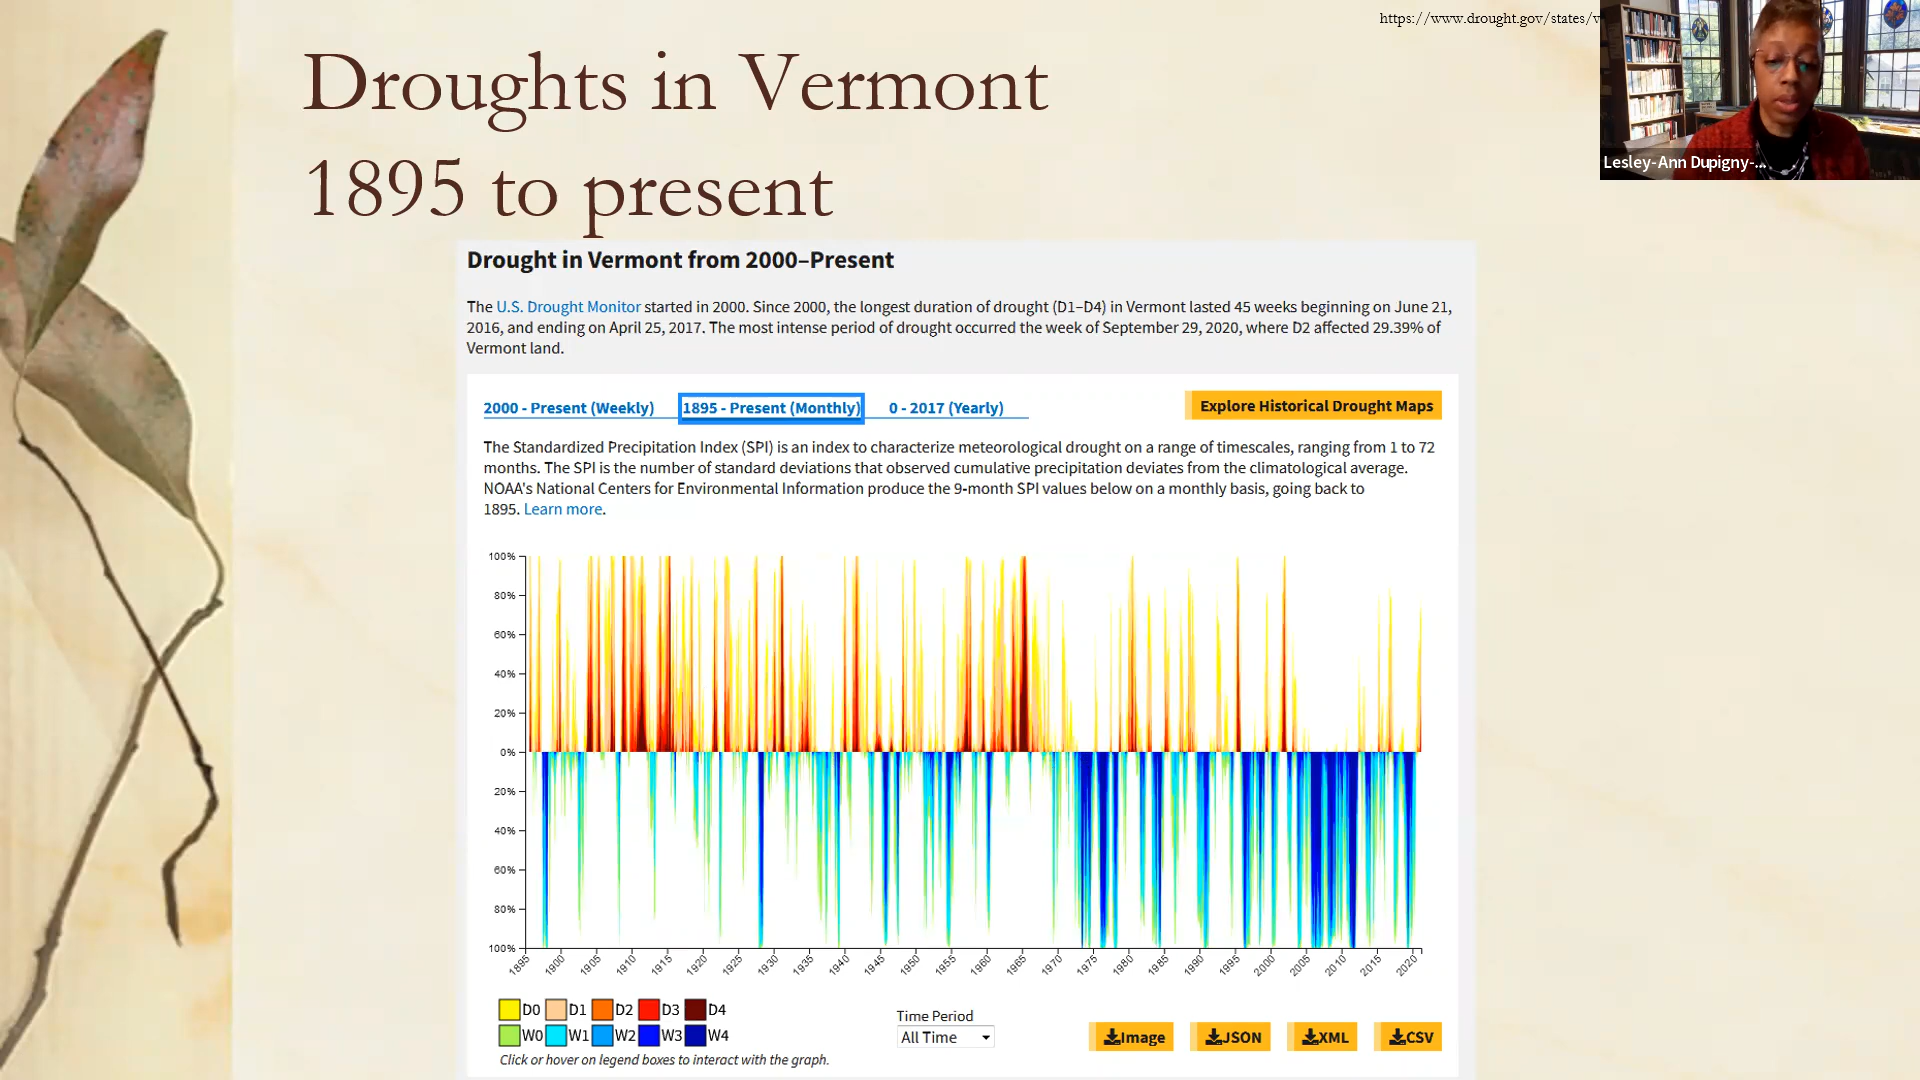 https://www.drought.gov/states/v
Droughts in Vermont
1895 to present
Lesley-Ann Dupigny-...
Drought in Vermont from 2000–Present
The U.S. Drought Monitor started in 2000. Since 2000, the longest duration of drought (D1–D4) in Vermont lasted 45 weeks beginning on June 21,
2016, and ending on April 25, 2017. The most intense period of drought occurred the week of September 29, 2020, where D2 affected 29.39% of
Vermont land.
2000 - Present (Weekly) 1895 - Present (Monthly) 0 - 2017 (Yearly) Explore Historical Drought Maps
The Standardized Precipitation Index (SPI) is an index to characterize meteorological drought on a range of timescales, ranging from 1 to 72
months. The SPI is the number of standard deviations that observed cumulative precipitation deviates from the climatological average.
NOAA's National Centers for Environmental Information produce the 9-month SPI values below on a monthly basis, going back to
1895. Learn more.
100%
80%
60%
40%
20%
0%
20%
40%
60%
80%
100%
1895 1900 1905 1910 1915 1920 1925 1930 1935 1940 1945 1950 1955 1960 1965 1970 1975 1980 1985 1990 1995 2000 2005 2010 2015 2020
D0 D1 D2 D3 D4
W0 W1 W2 W3 W4
Click or hover on legend boxes to interact with the graph.
Time Period
All Time
Image JSON XML CSV